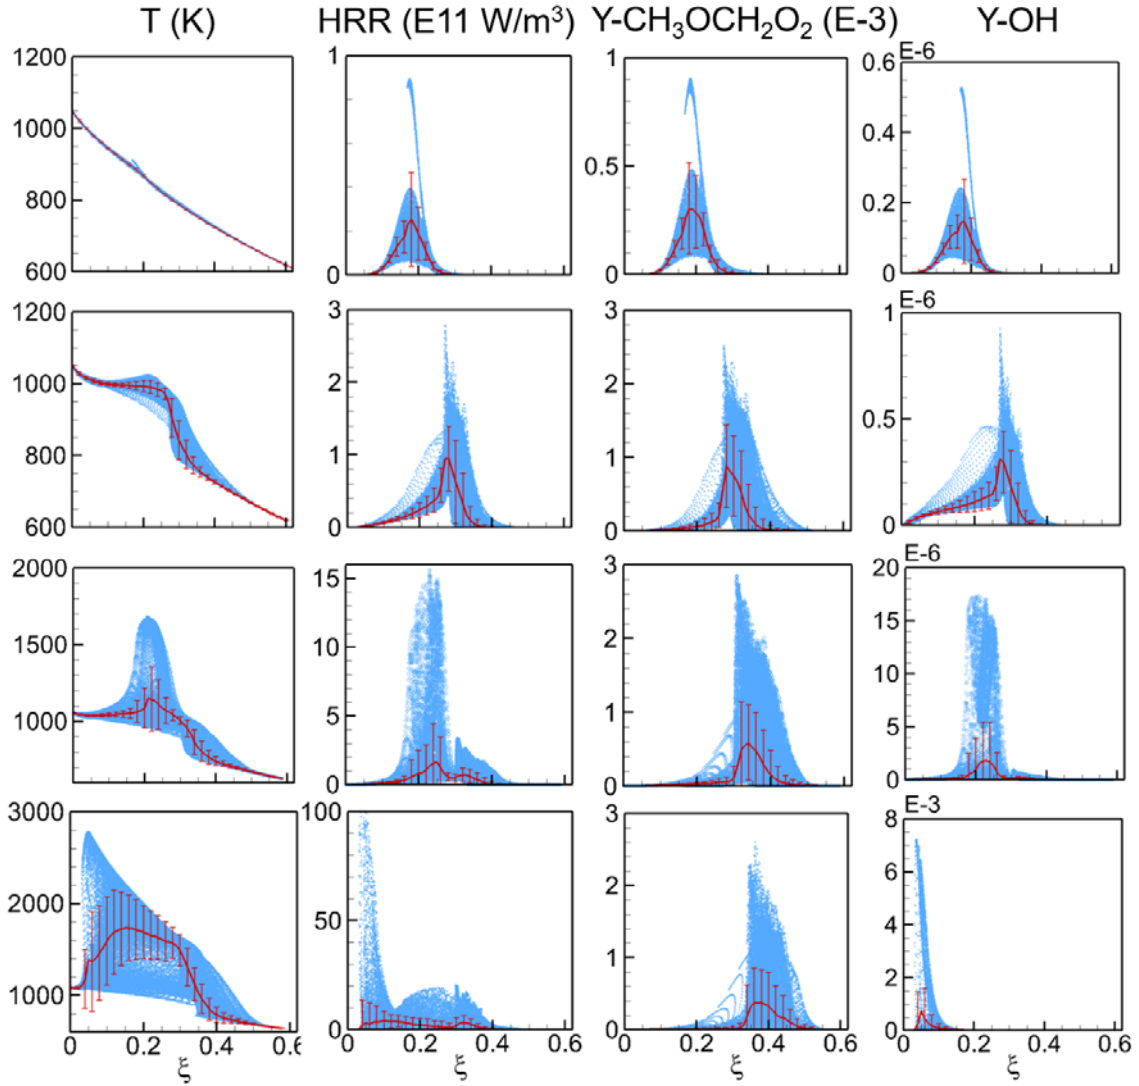 T (K) HRR (E11 W/m³) Y-CH₃OCH₂O₂ (E-3) Y-OH
1200 1 1 0.6 E-6
1000 0.4
800 0.5 0.2
600 0 0 0
1200 3 3 1 E-6
1000 2 2
800 1 1 0.5
600 0 0 0
2000 15 3 20 E-6
1500 10 2 15
1000 5 1 10
5
0 0 0
3000 100 3 8 E-3
2000 50 2 6
1000 1 4
2
0 0 0
0 0.2 0.4 0.6 0 0.2 0.4 0.6 0 0.2 0.4 0.6 0 0.2 0.4 0.6
ξ ξ ξ ξ